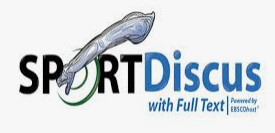 SPORTDiscus
with Full Text | Powered by
EBSCOhost®